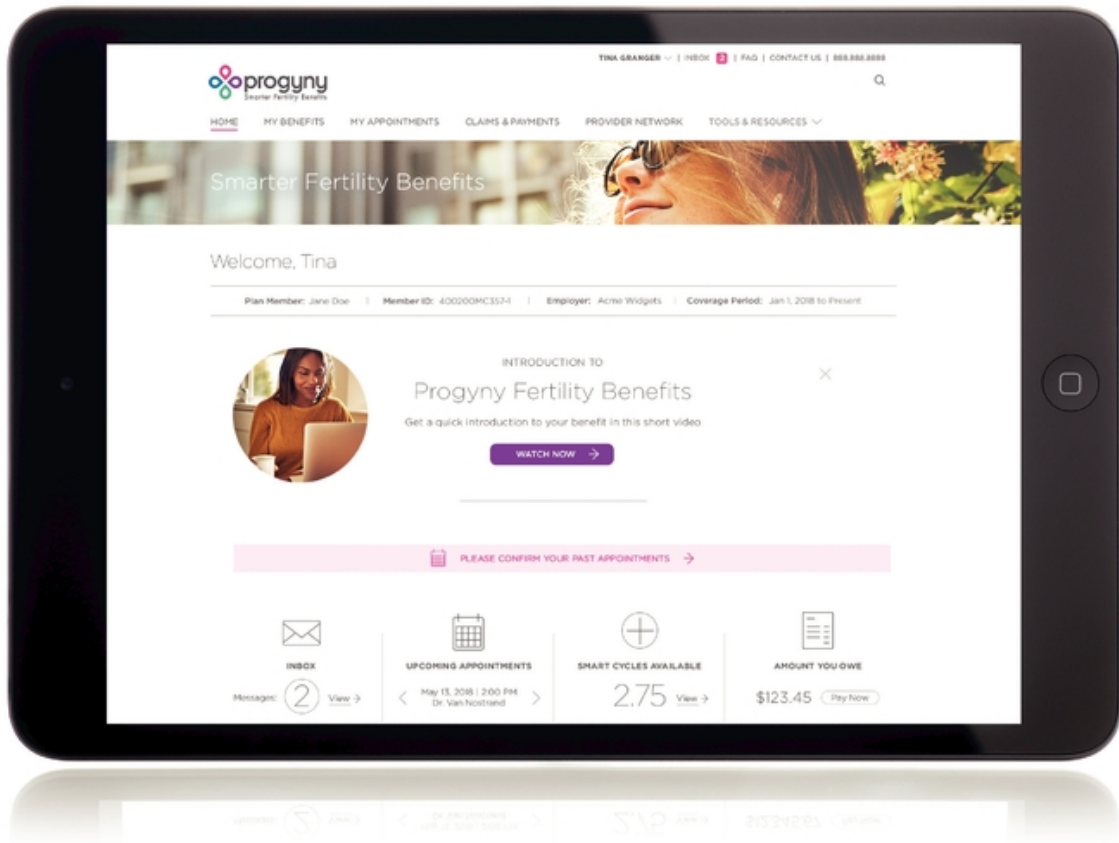 TINA GRANGER | INBOX 2 | FAQ | CONTACT US | 888.888.8888
progyny
Smarter Fertility Benefits
HOME MY BENEFITS MY APPOINTMENTS CLAIMS & PAYMENTS PROVIDER NETWORK TOOLS & RESOURCES
Smarter Fertility Benefits
Welcome, Tina
Plan Member: Jane Doe | Member ID: 400200MC357-1 | Employer: Acme Widgets | Coverage Period: Jan 1, 2018 to Present
INTRODUCTION TO
Progyny Fertility Benefits
Get a quick introduction to your benefit in this short video
WATCH NOW →
PLEASE CONFIRM YOUR PAST APPOINTMENTS →
INBOX
Messages: 2 View →
UPCOMING APPOINTMENTS
May 13, 2018 | 2:00 PM
Dr. Van Nostrand
SMART CYCLES AVAILABLE
2.75 View →
AMOUNT YOU OWE
$123.45 Pay Now